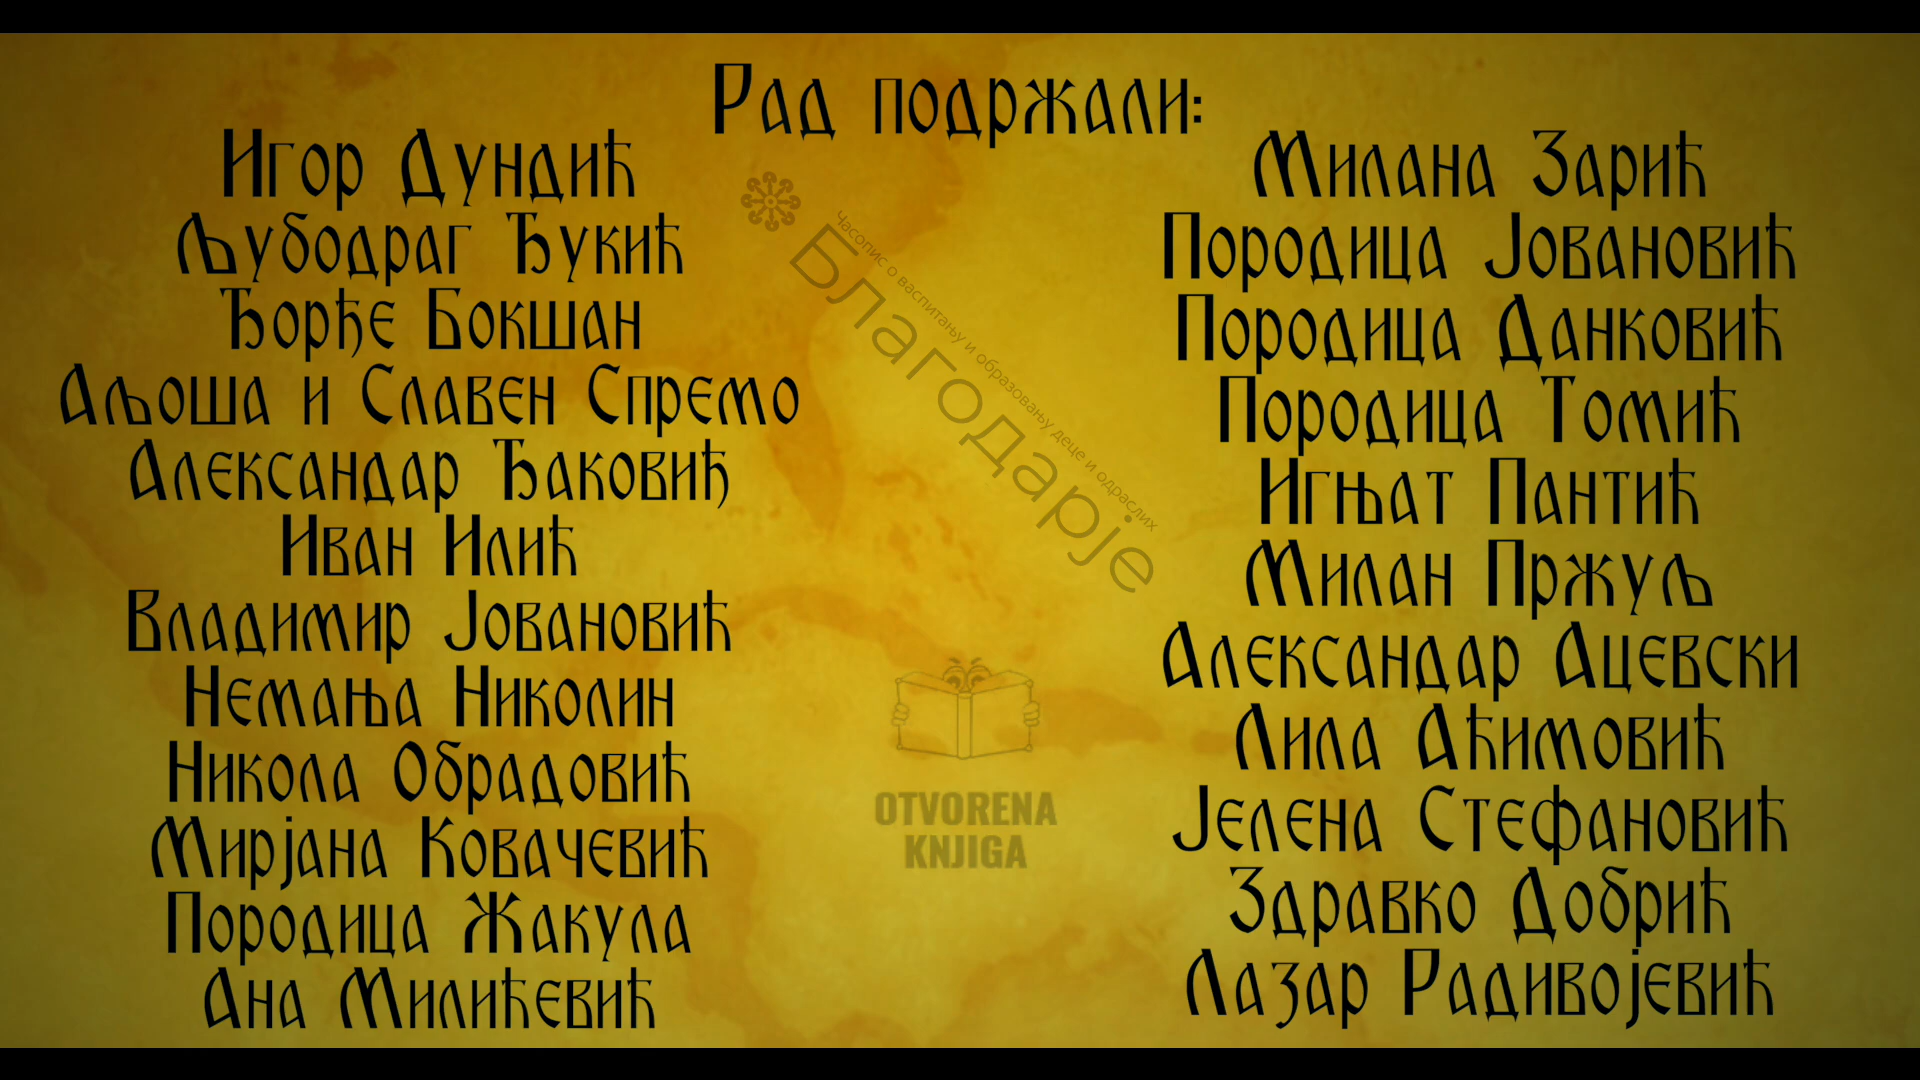 Рад подржали:
Игор Дундић
Љубодраг Ђукић
Ђорђе Бокшан
Аљоша и Славен Спремо
Александар Ђаковиђ
Иван Илић
Владимир Јовановић
Немања Николин
Никола Обрадовић
Мирјана Ковачевић
Породица Жакула
Ана Милићевић
Часопис о васпитању и образовању деце и одраслих
Благодарје
OTVORENA
KNJIGA
Милана Зарић
Породица Јовановић
Породица Данковић
Породица Томић
Игњат Пантић
Милан Пржуљ
Александар Ацевски
Лила Аћимовић
Јелена Стефановић
Здравко Добрић
Лазар Радивојевић